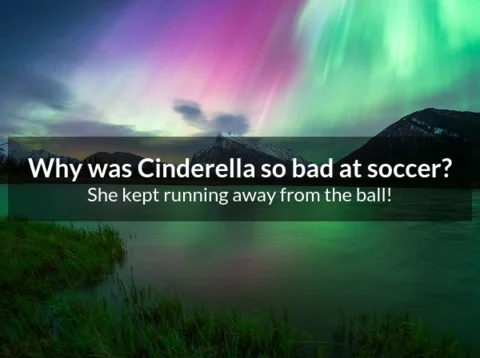 Why was Cinderella so bad at soccer?
She kept running away from the ball!